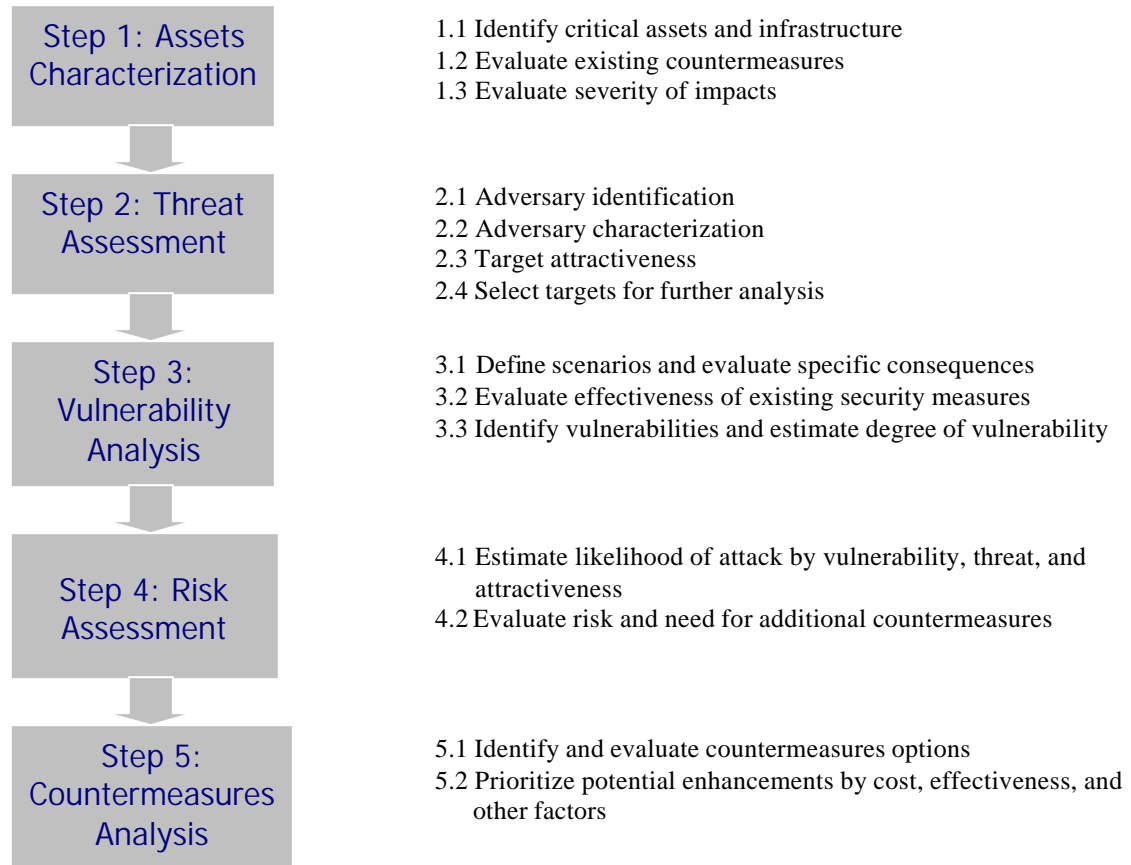 Step 1: Assets
Characterization
1.1 Identify critical assets and infrastructure
1.2 Evaluate existing countermeasures
1.3 Evaluate severity of impacts
Step 2: Threat
Assessment
2.1 Adversary identification
2.2 Adversary characterization
2.3 Target attractiveness
2.4 Select targets for further analysis
Step 3:
Vulnerability
Analysis
3.1 Define scenarios and evaluate specific consequences
3.2 Evaluate effectiveness of existing security measures
3.3 Identify vulnerabilities and estimate degree of vulnerability
Step 4: Risk
Assessment
4.1 Estimate likelihood of attack by vulnerability, threat, and
attractiveness
4.2 Evaluate risk and need for additional countermeasures
Step 5:
Countermeasures
Analysis
5.1 Identify and evaluate countermeasures options
5.2 Prioritize potential enhancements by cost, effectiveness, and
other factors